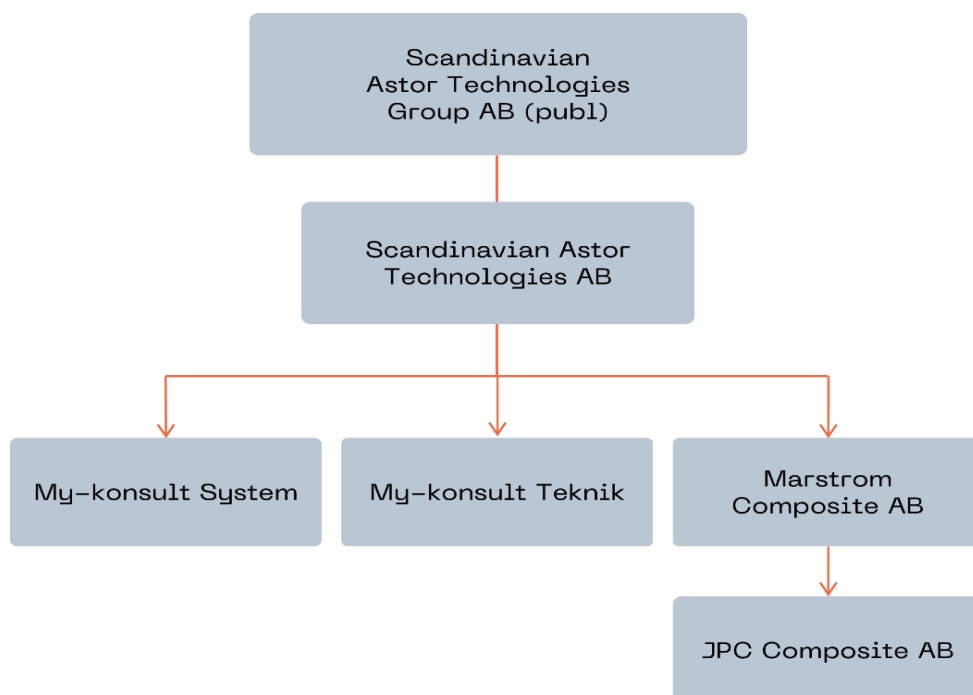 Scandinavian
Astor Technologies
Group AB (publ)
Scandinavian Astor
Technologies AB
My-konsult System
My-konsult Teknik
Marstrom
Composite AB
JPC Composite AB